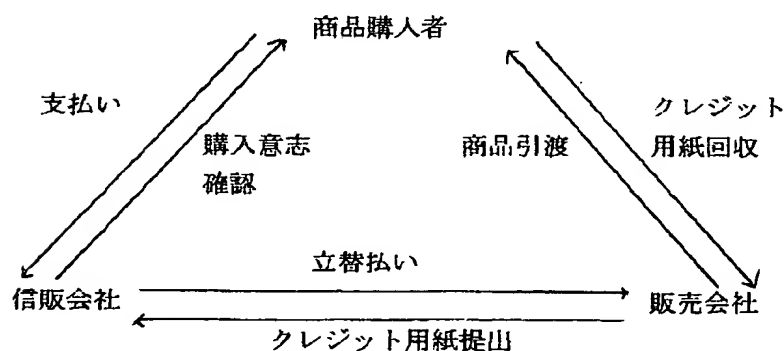 商品購入者
支払い
クレジット
用紙回収
購入意志
確認
商品引渡
立替払い
信販会社
販売会社
クレジット用紙提出